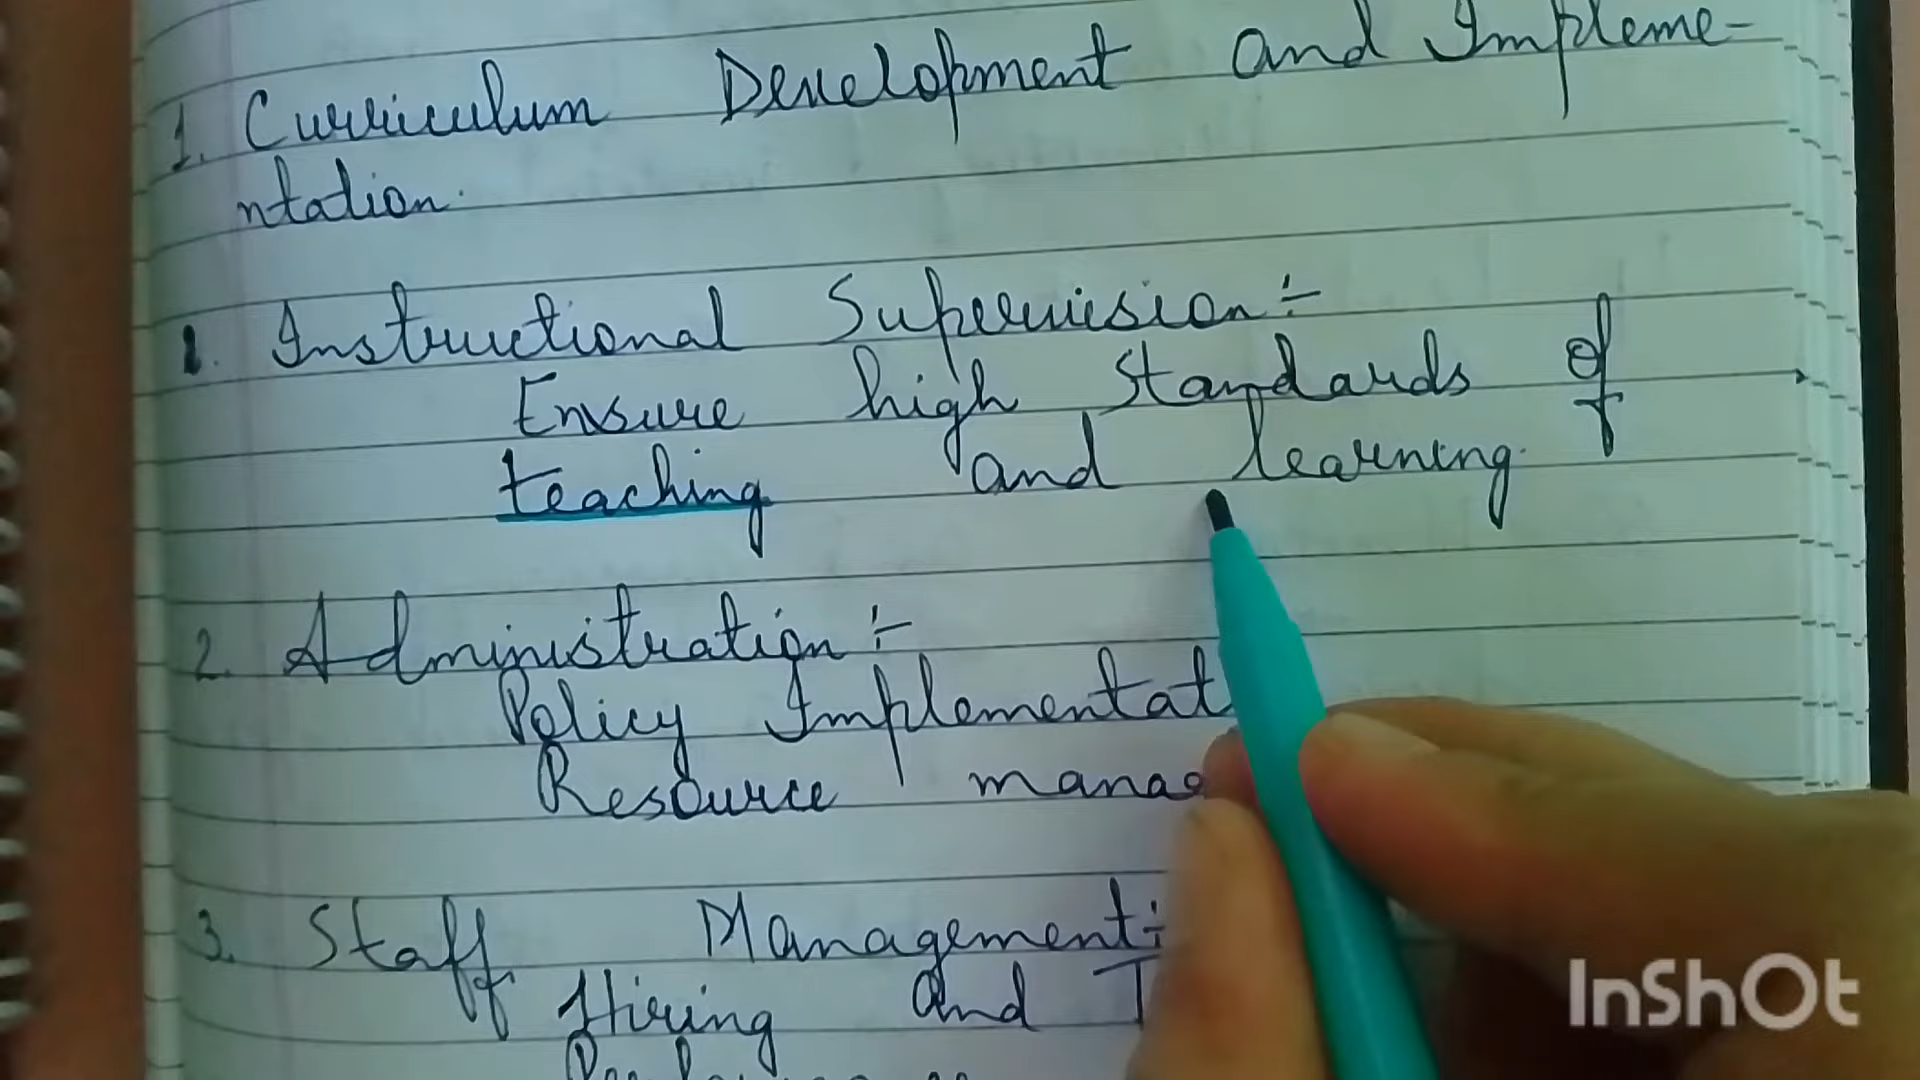 1. Curriculum Development and Impleme-
ntation.
1. Instructional Supervision:-
Ensure high standards of
teaching and learning.
2. Administration:-
Policy Implementat
Resource manag
3. Staff Management:-
Hiring and T
InShOt